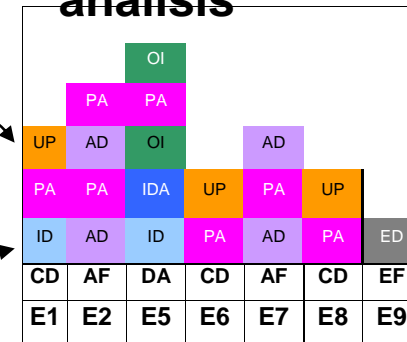 analisis
OI
PA PA
UP AD OI AD
PA PA IDA UP PA UP
ID AD ID PA AD PA ED
CD AF DA CD AF CD EF
E1 E2 E5 E6 E7 E8 E9